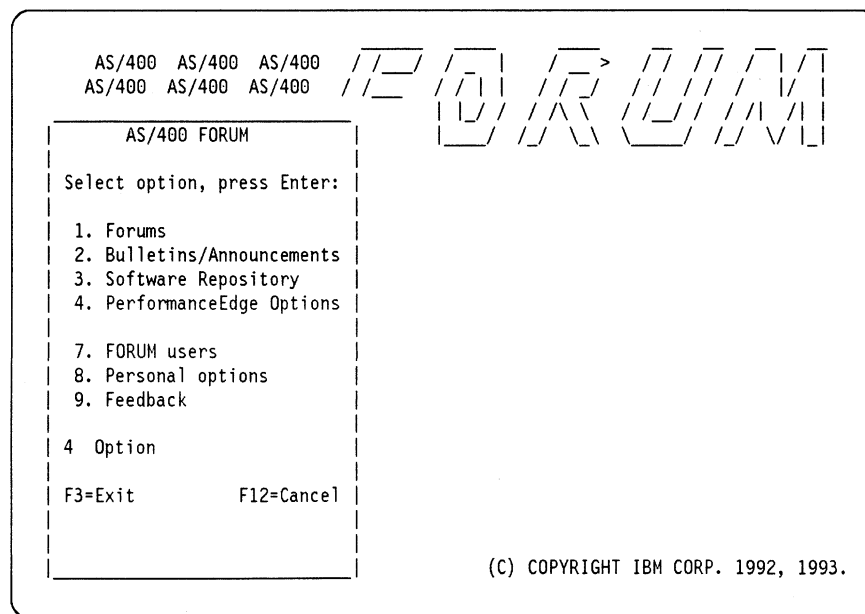 AS/400 AS/400 AS/400
AS/400 AS/400 AS/400
FORUM
AS/400 FORUM
Select option, press Enter:
1. Forums
2. Bulletins/Announcements
3. Software Repository
4. PerformanceEdge Options
7. FORUM users
8. Personal options
9. Feedback
4 Option
F3=Exit F12=Cancel
(C) COPYRIGHT IBM CORP. 1992, 1993.